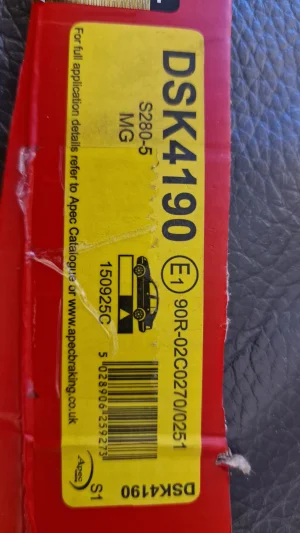 DSK4190
S280-5
MG
E1 90R-02C0270/0251
150925C
5 028906 259275
For full application details refer to Apec Catalogue or www.apecbraking.co.uk
Apec
S1
DSK4190